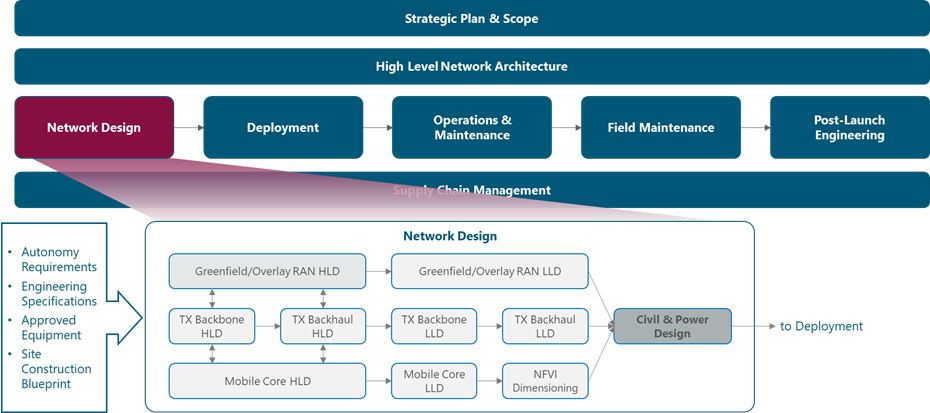 Strategic Plan & Scope
High Level Network Architecture
Network Design
Deployment
Operations &
Maintenance
Field Maintenance
Post-Launch
Engineering
Supply Chain Management
• Autonomy
Requirements
• Engineering
Specifications
• Approved
Equipment
• Site
Construction
Blueprint
Network Design
Greenfield/Overlay RAN HLD
Greenfield/Overlay RAN LLD
TX Backbone
HLD
TX Backhaul
HLD
TX Backbone
LLD
TX Backhaul
LLD
Civil & Power
Design
to Deployment
Mobile Core HLD
Mobile Core
LLD
NFVI
Dimensioning